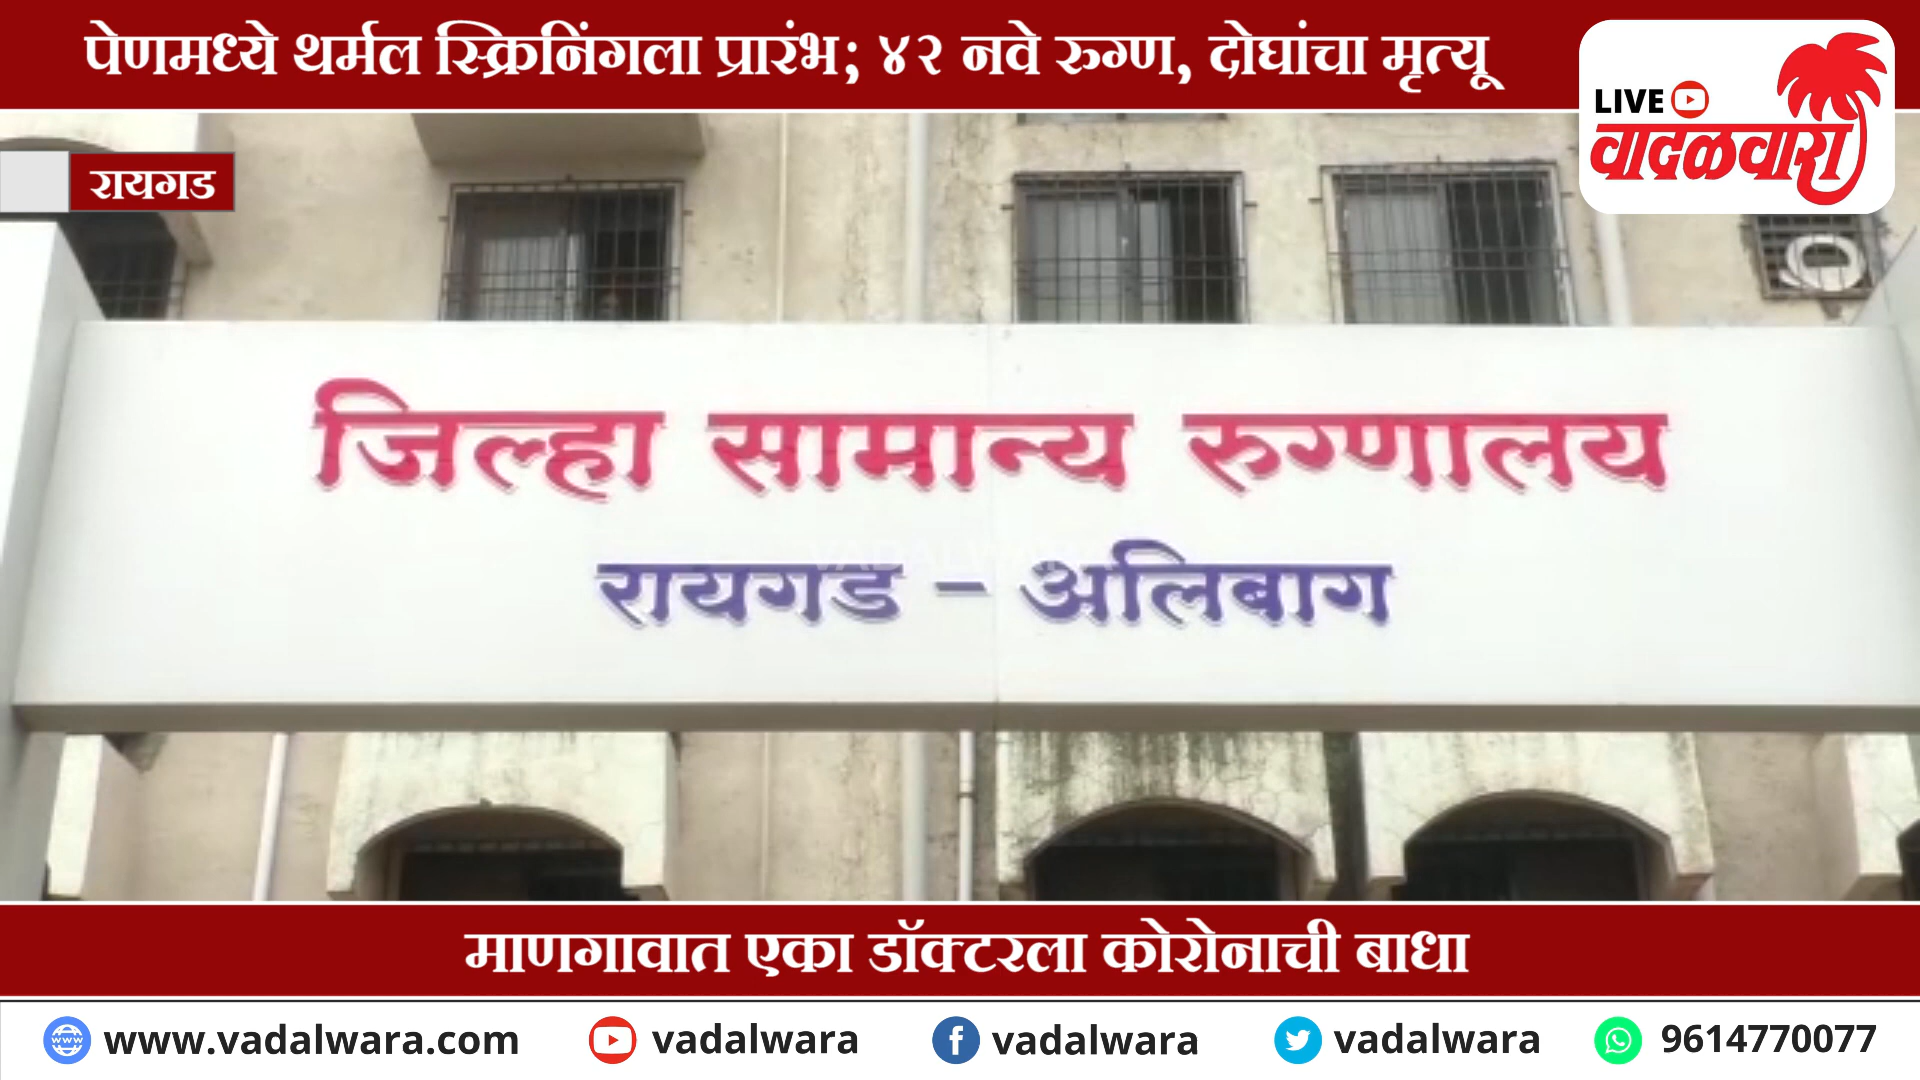 पेणमध्ये थर्मल स्क्रिनिंगला प्रारंभ; ४२ नवे रुग्ण, दोघांचा मृत्यू
LIVE
वादळवारा
रायगड
जिल्हा सामान्य रुग्णालय
रायगड - अलिबाग
VADALWARA
माणगावात एका डॉक्टरला कोरोनाची बाधा
www.vadalwara.com
vadalwara
vadalwara
vadalwara
9614770077